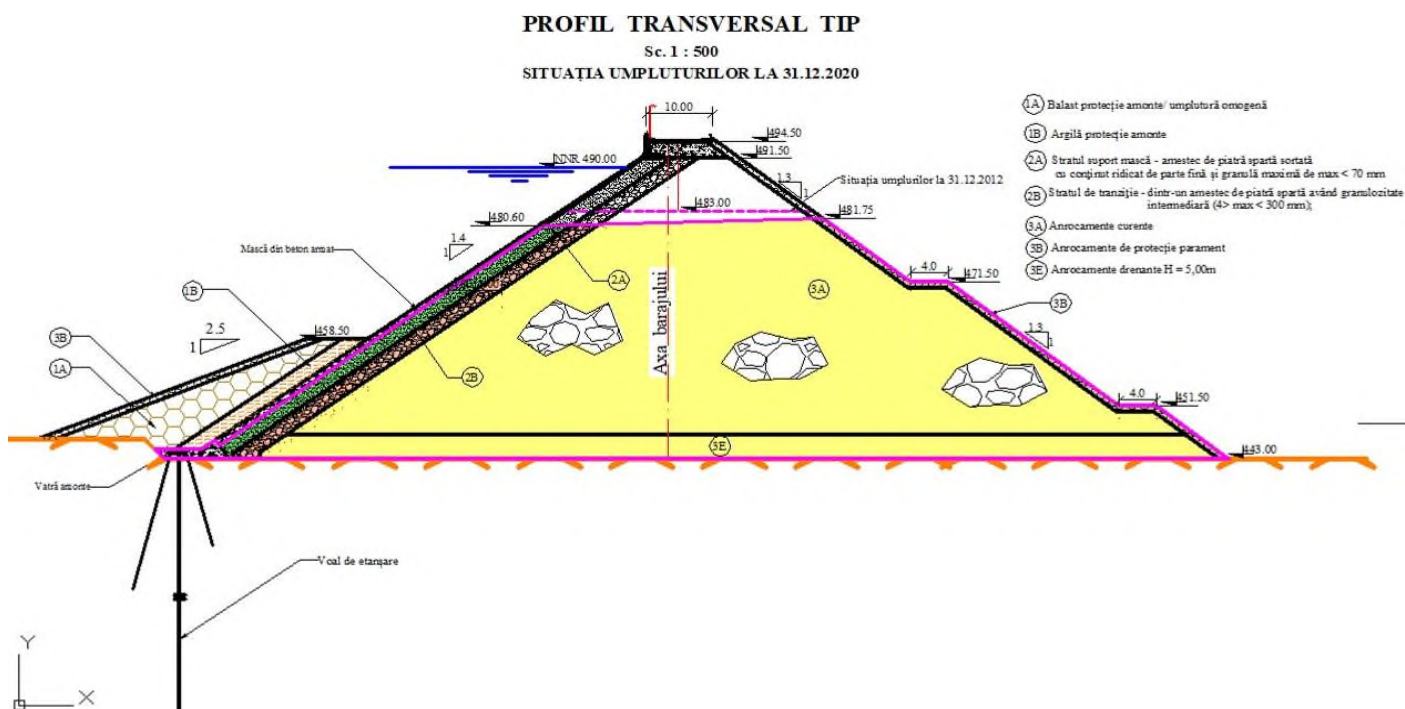 PROFIL TRANSVERSAL TIP
Sc. 1 : 500
SITUAȚIA UMPLUTURILOR LA 31.12.2020
1A Balast protecție amonte/ umplutură omogenă
1B Argilă protecție amonte
2A Stratul suport mască - amestec de piatră spartă sortată
cu conținut ridicat de parte fină și granulă maximă de max < 70 mm
2B Stratul de tranziție - dintr-un amestec de piatră spartă având granulozitate
intermediară (4> max < 300 mm);
3A Anrocamente curente
3B Anrocamente de protecție parament
3E Anrocamente drenante H = 5,00m
10.00
494.50
491.50
NNR 490.00
1.3
1
Situația umplurilor la 31.12.2012
483.00
481.75
480.60
1.4
1
Mască din beton armat
2A
Axa barajului
3A
4.0
471.50
3B
1B
2.5
1
458.50
3B
1A
2B
1.3
1
4.0
451.50
3E
443.00
Vatră amonte
Voal de etanșare
Y
X